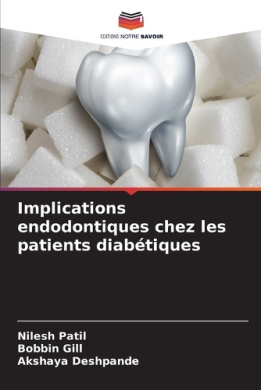 EDITIONS NOTRE SAVOIR
Implications
endodontiques chez les
patients diabétiques
Nilesh Patil
Bobbin Gill
Akshaya Deshpande